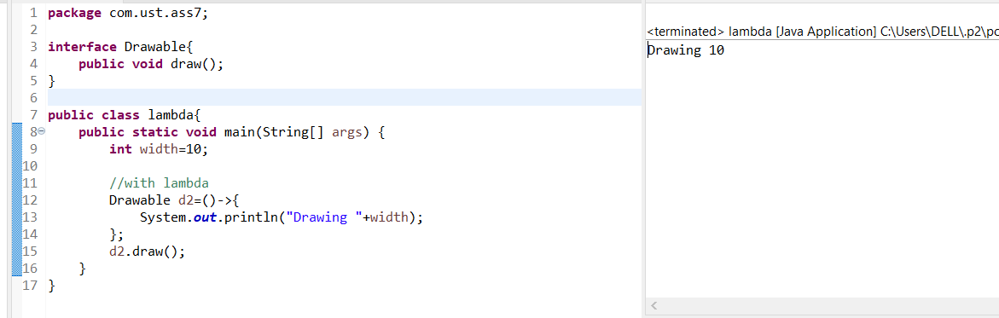 1 package com.ust.ass7;
2
3 interface Drawable{
4     public void draw();
5 }
6
7 public class lambda{
8     public static void main(String[] args) {
9         int width=10;
10
11         //with lambda
12         Drawable d2=()->{
13             System.out.println("Drawing "+width);
14         };
15         d2.draw();
16     }
17 }
<terminated> lambda [Java Application] C:\Users\DELL\.p2\po
Drawing 10